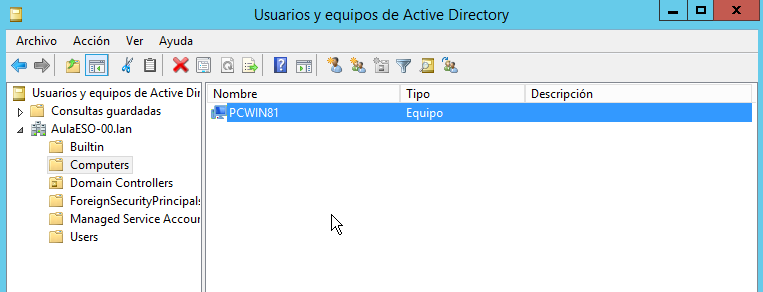 Usuarios y equipos de Active Directory
Archivo Acción Ver Ayuda
Usuarios y equipos de Active Dir
Consultas guardadas
AulaESO-00.lan
Builtin
Computers
Domain Controllers
ForeignSecurityPrincipals
Managed Service Accour
Users
Nombre Tipo Descripción
PCWIN81 Equipo